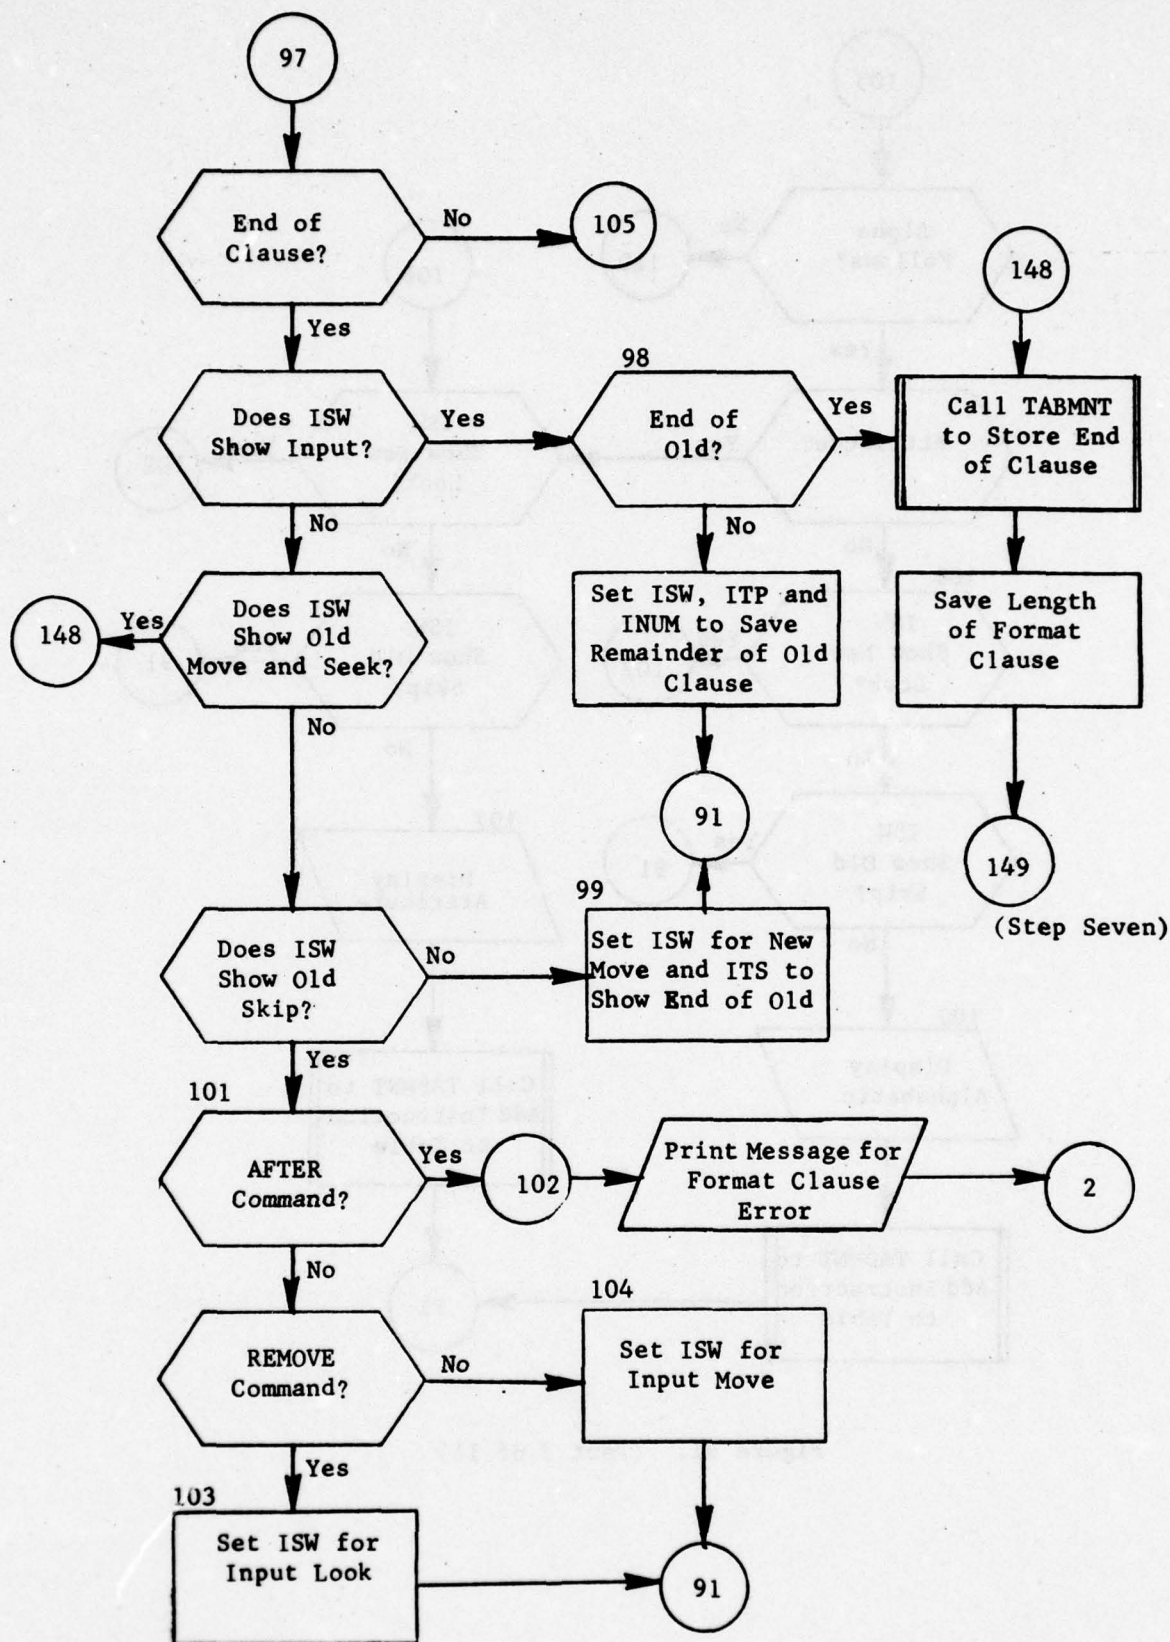 97
End of
Clause?
No
105
Yes
148
Does ISW
Show Input?
Yes
98
End of
Old?
Yes
Call TABMNT
to Store End
of Clause
No
No
148
Yes
Does ISW
Show Old
Move and Seek?
Set ISW, ITP and
INUM to Save
Remainder of Old
Clause
Save Length
of Format
Clause
No
91
149
(Step Seven)
99
Does ISW
Show Old
Skip?
No
Set ISW for New
Move and ITS to
Show End of Old
Yes
101
AFTER
Command?
Yes
102
Print Message for
Format Clause
Error
2
No
104
REMOVE
Command?
No
Set ISW for
Input Move
Yes
103
Set ISW for
Input Look
91